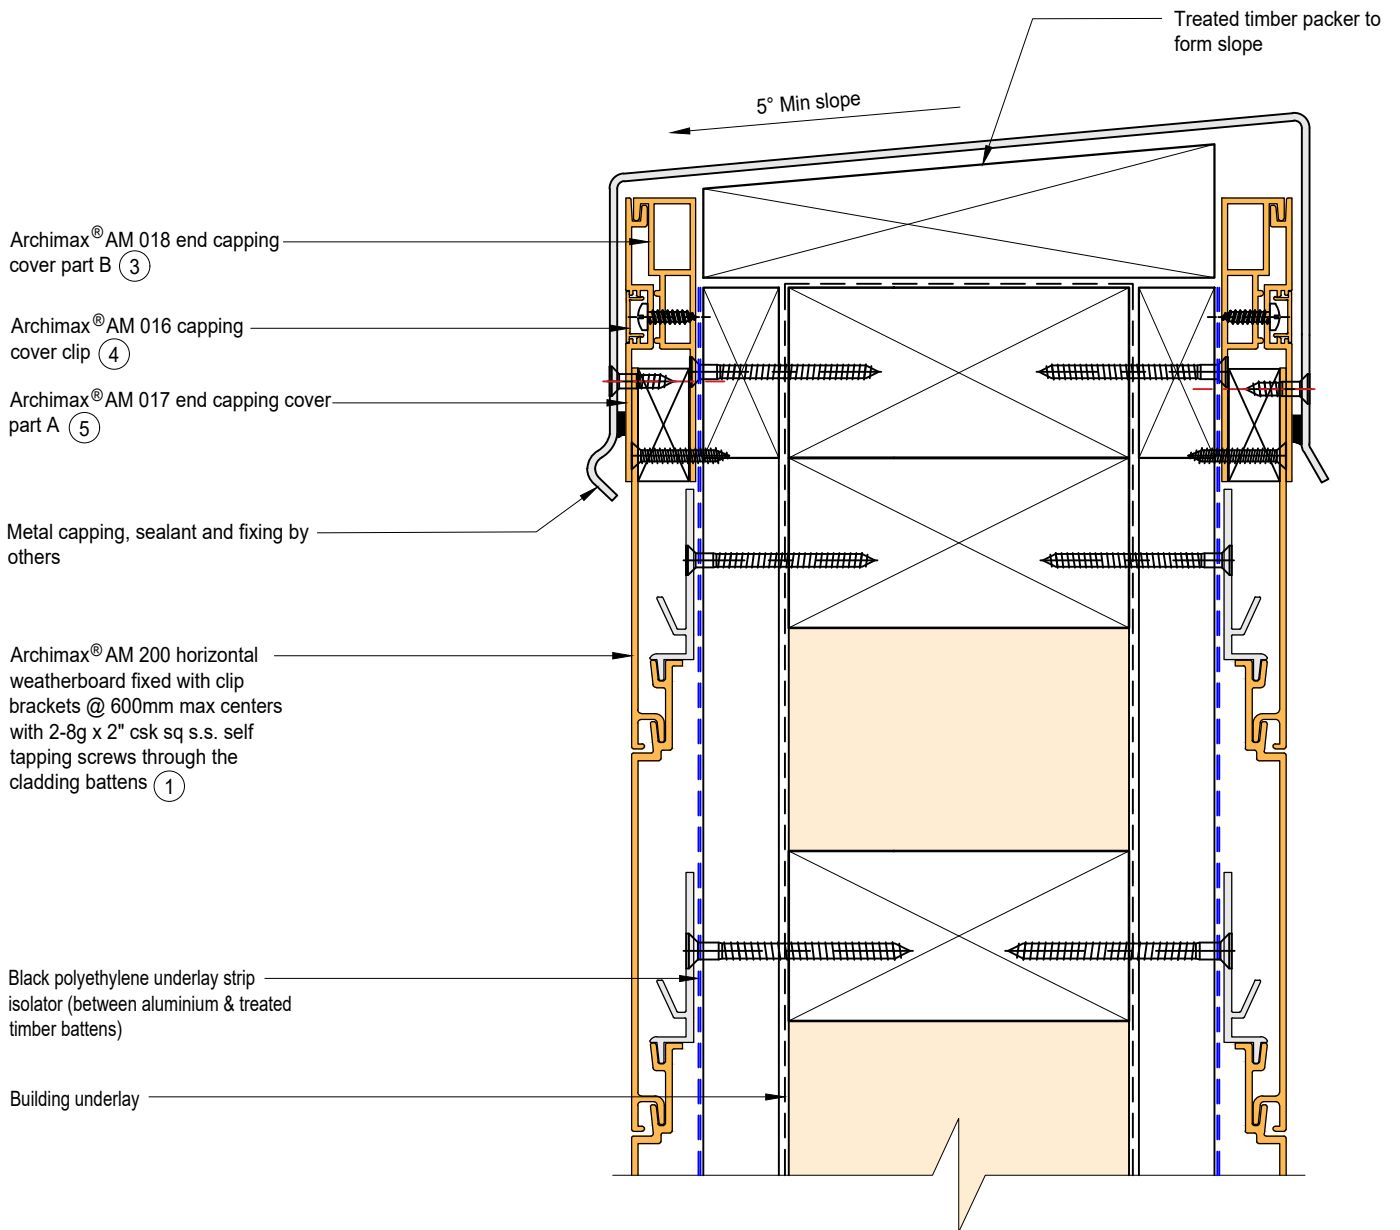 Treated timber packer to
form slope
5° Min slope
Archimax® AM 018 end capping
cover part B 3
Archimax® AM 016 capping
cover clip 4
Archimax® AM 017 end capping cover
part A 5
Metal capping, sealant and fixing by
others
Archimax® AM 200 horizontal
weatherboard fixed with clip
brackets @ 600mm max centers
with 2-8g x 2" csk sq s.s. self
tapping screws through the
cladding battens 1
Black polyethylene underlay strip
isolator (between aluminium & treated
timber battens)
Building underlay